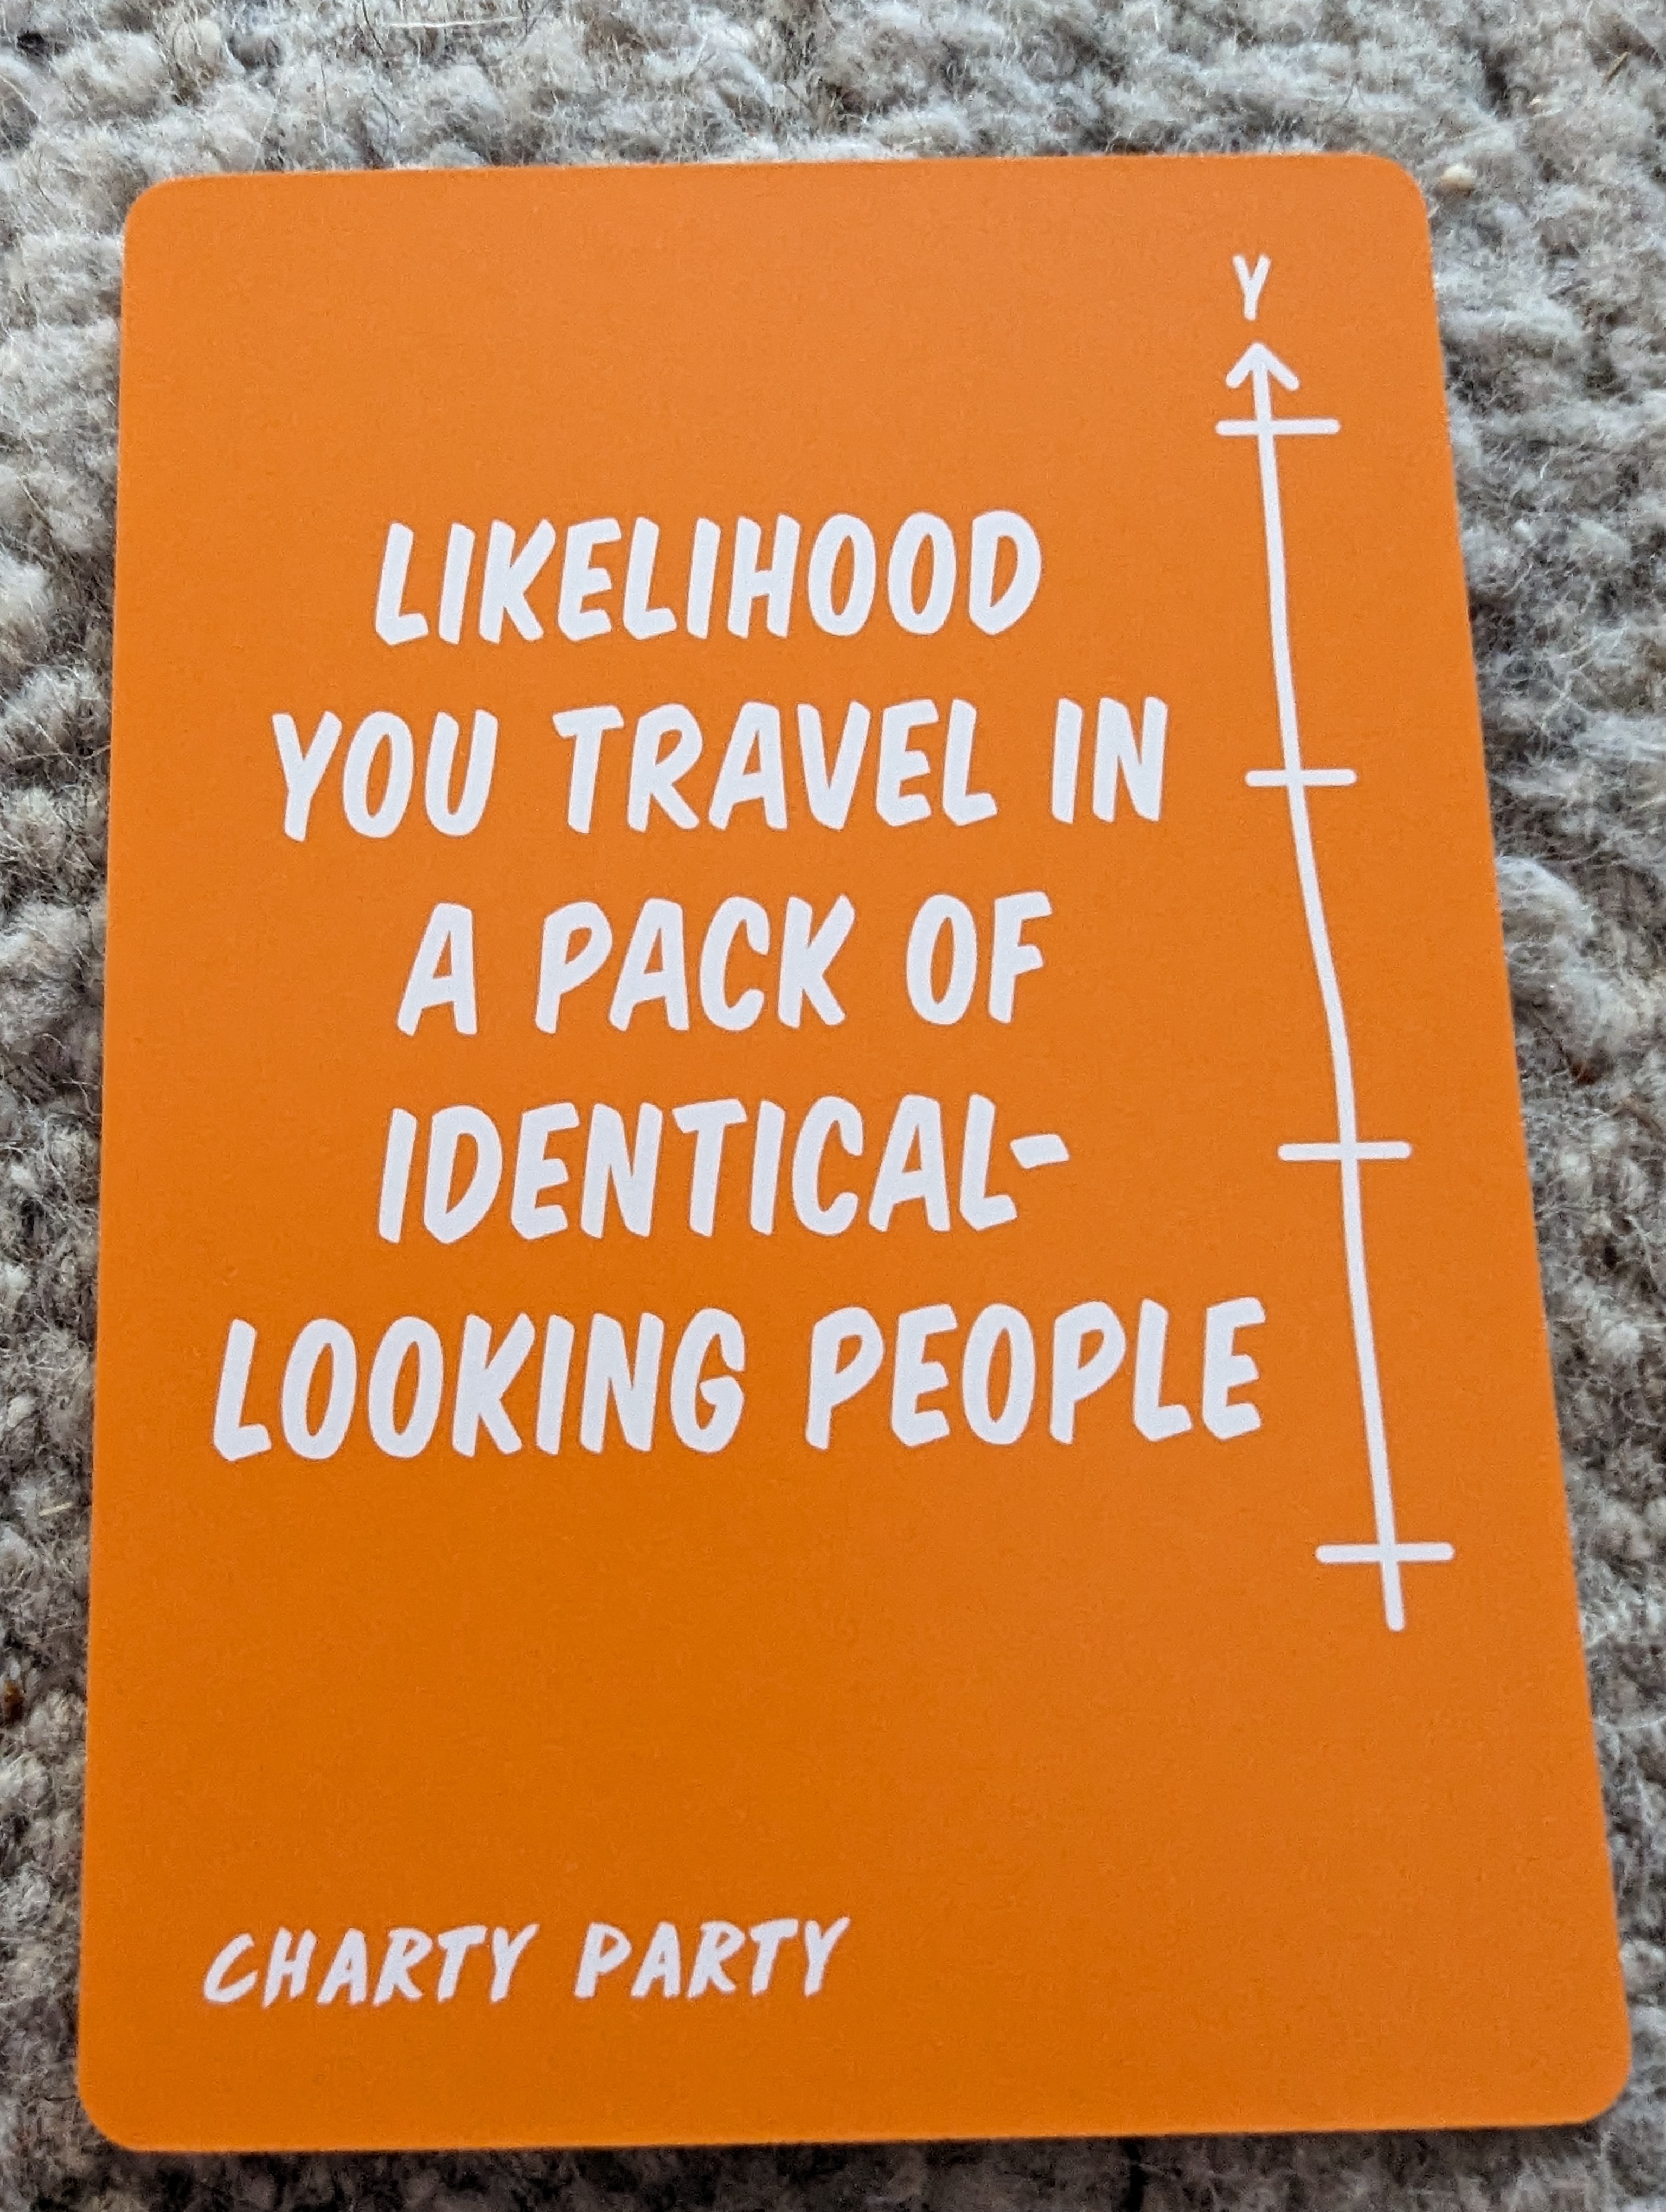 Y
LIKELIHOOD
YOU TRAVEL IN
A PACK OF
IDENTICAL-
LOOKING PEOPLE
CHARTY PARTY